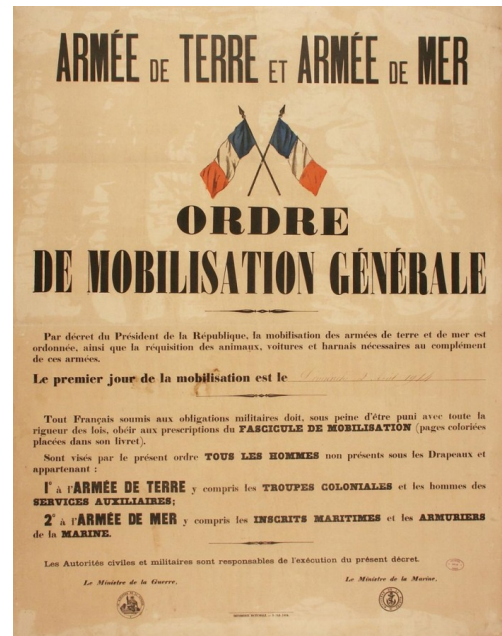 ARMÉE DE TERRE ET ARMÉE DE MER
ORDRE
DE MOBILISATION GÉNÉRALE
Par décret du Président de la République, la mobilisation des armées de terre et de mer est
ordonnée, ainsi que la réquisition des animaux, voitures et harnais nécessaires au complément
de ces armées.
Le premier jour de la mobilisation est le
Tout Français soumis aux obligations militaires doit, sous peine d'être puni avec toute la
rigueur des lois, obéir aux prescriptions du FASCICULE DE MOBILISATION (pages coloriées
placées dans son livret).
Sont visés par le présent ordre TOUS LES HOMMES non présents sous les Drapeaux et
appartenant :
1° à l'ARMÉE DE TERRE y compris les TROUPES COLONIALES et les hommes des
SERVICES AUXILIAIRES;
2° à l'ARMÉE DE MER y compris les INSCRITS MARITIMES et les ARMURIERS
de la MARINE.
Les Autorités civiles et militaires sont responsables de l'exécution du présent décret.
Le Ministre de la Guerre,
Le Ministre de la Marine,